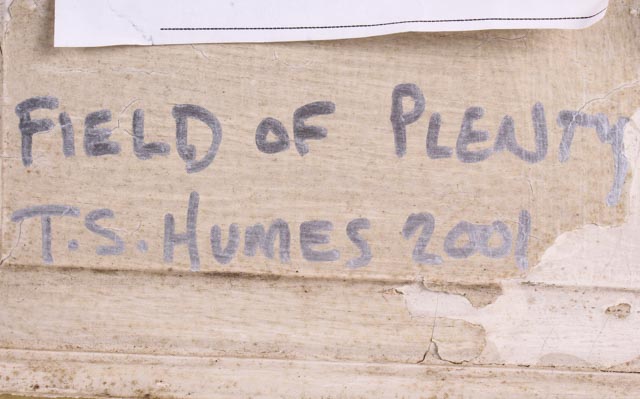 FIELD OF PLENTY
T.S. HUMES 2001